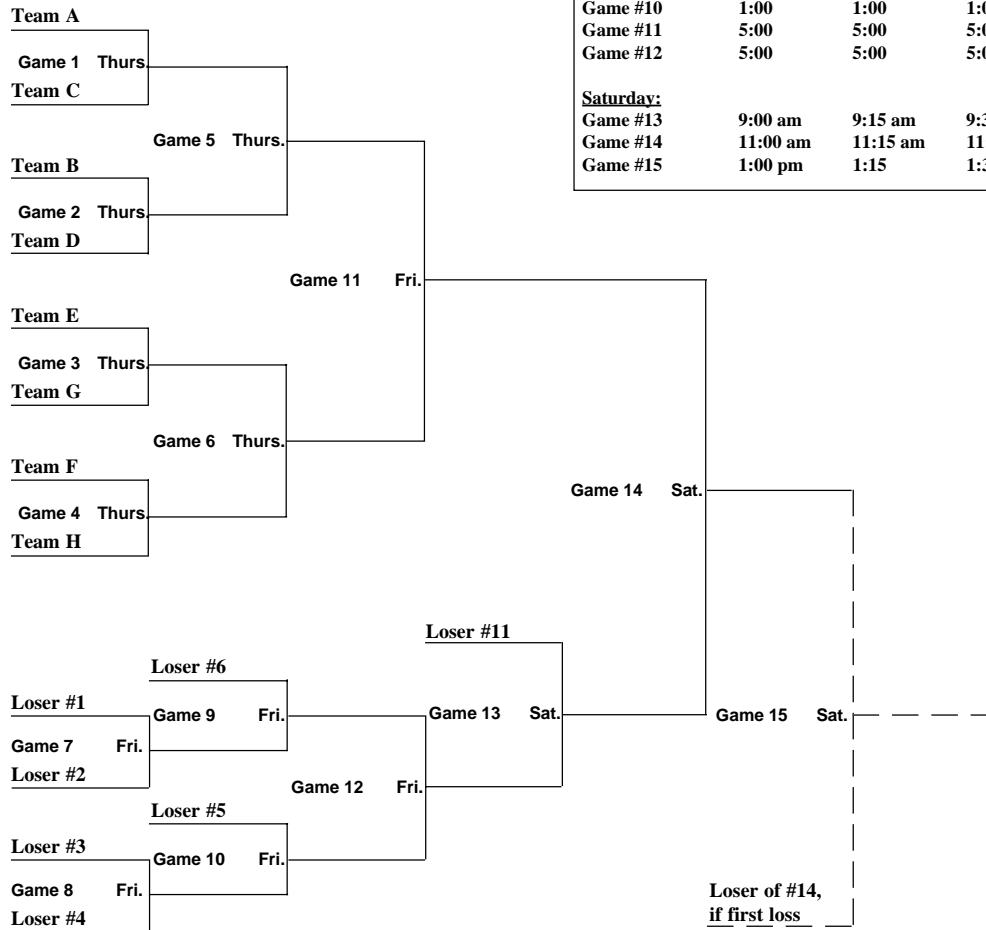 Team A
Game 1 Thurs.
Team C
Game 5 Thurs.
Team B
Game 2 Thurs.
Team D
Game 11 Fri.
Team E
Game 3 Thurs.
Team G
Game 6 Thurs.
Team F
Game 4 Thurs.
Team H
Game #10 1:00 1:00
Game #11 5:00 5:00
Game #12 5:00 5:00
Saturday:
Game #13 9:00 am 9:15 am
Game #14 11:00 am 11:15 am 11
Game #15 1:00 pm 1:15
Game 14 Sat.
Loser #11
Loser #6
Loser #1
Game 9 Fri.
Game 13 Sat.
Game 15 Sat.
Game 7 Fri.
Loser #2
Game 12 Fri.
Loser #5
Loser #3
Game 10 Fri.
Game 8 Fri.
Loser #4
Loser of #14,
if first loss